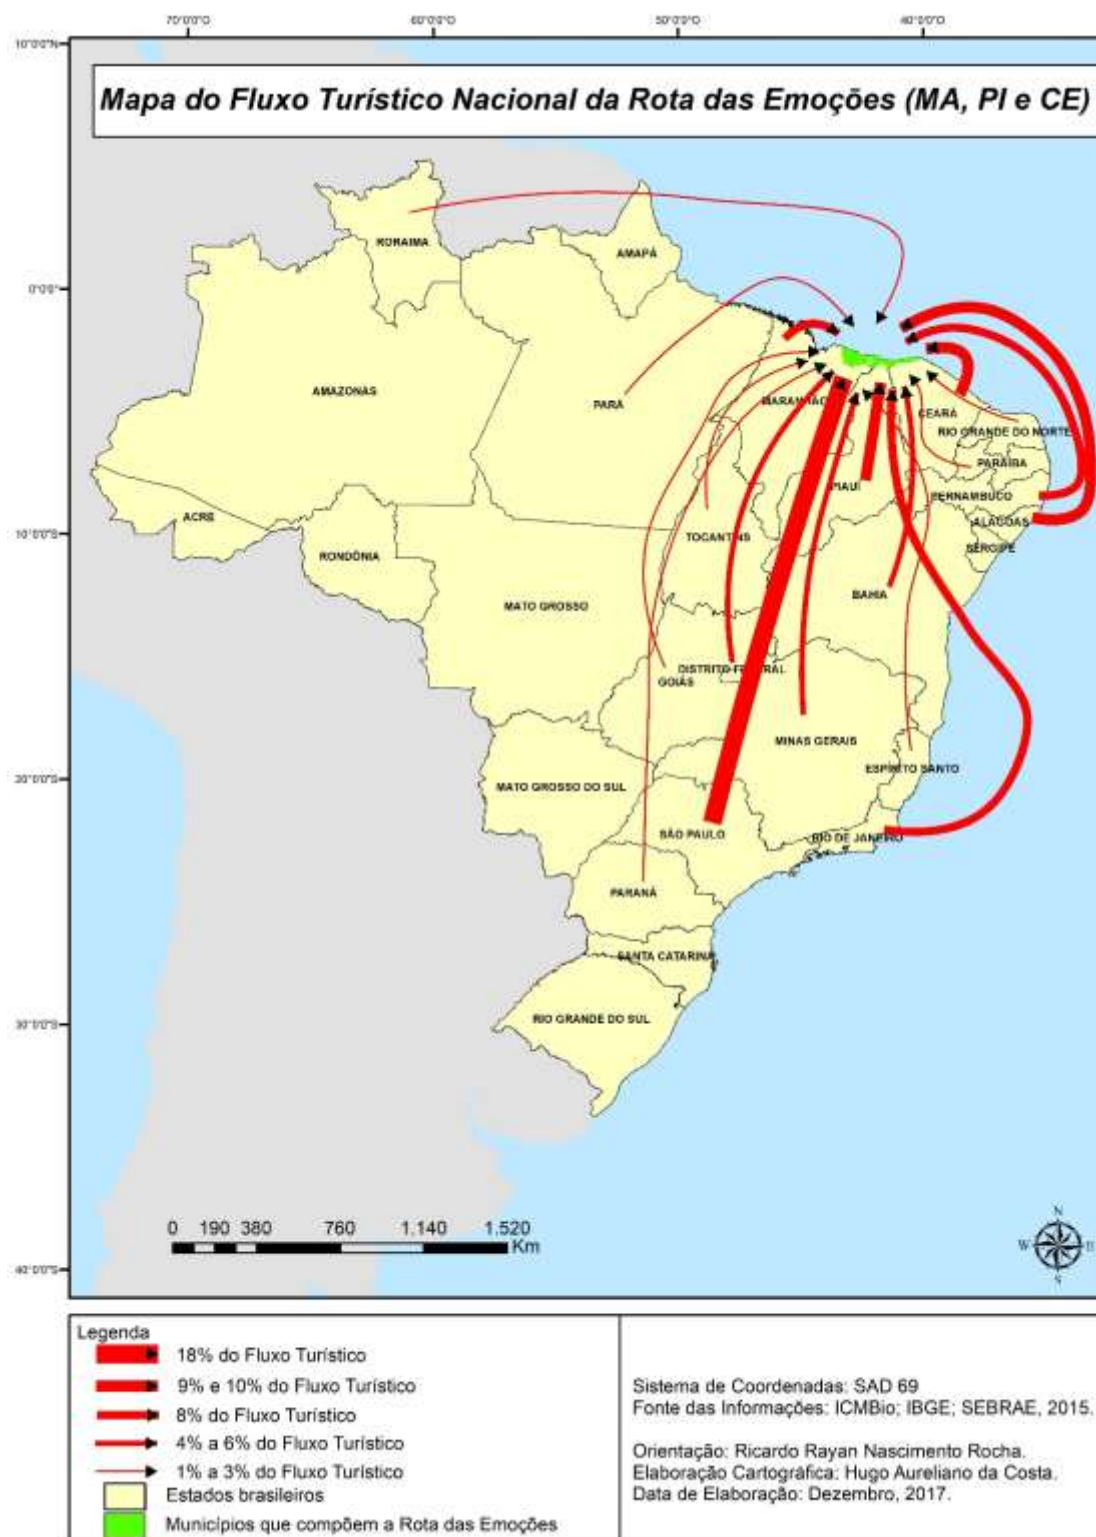 70°0'0"O 60°0'0"O 50°0'0"O 40°0'0"O
10°0'0"N
Mapa do Fluxo Turístico Nacional da Rota das Emoções (MA, PI e CE)
RORAIMA
AMAPÁ
0°0'0"
AMAZONAS
PARÁ
MARANHÃO
CEARÁ
RIO GRANDE DO NORTE
PARAÍBA
PIAUÍ
PERNAMBUCO
ACRE
ALAGOAS
10°0'0"S
TOCANTINS
SERGIPE
RONDÔNIA
MATO GROSSO
BAHIA
DISTRITO FEDERAL
GOIÁS
MINAS GERAIS
ESPÍRITO SANTO
20°0'0"S
MATO GROSSO DO SUL
SÃO PAULO
RIO DE JANEIRO
PARANÁ
SANTA CATARINA
RIO GRANDE DO SUL
30°0'0"S
0 190 380 760 1.140 1.520
Km
N
W E
S
40°0'0"S
Legenda
18% do Fluxo Turístico
9% e 10% do Fluxo Turístico
8% do Fluxo Turístico
4% a 6% do Fluxo Turístico
1% a 3% do Fluxo Turístico
Estados brasileiros
Municípios que compõem a Rota das Emoções
Sistema de Coordenadas: SAD 69
Fonte das Informações: ICMBio; IBGE; SEBRAE, 2015.
Orientação: Ricardo Rayan Nascimento Rocha.
Elaboração Cartográfica: Hugo Aureliano da Costa.
Data de Elaboração: Dezembro, 2017.